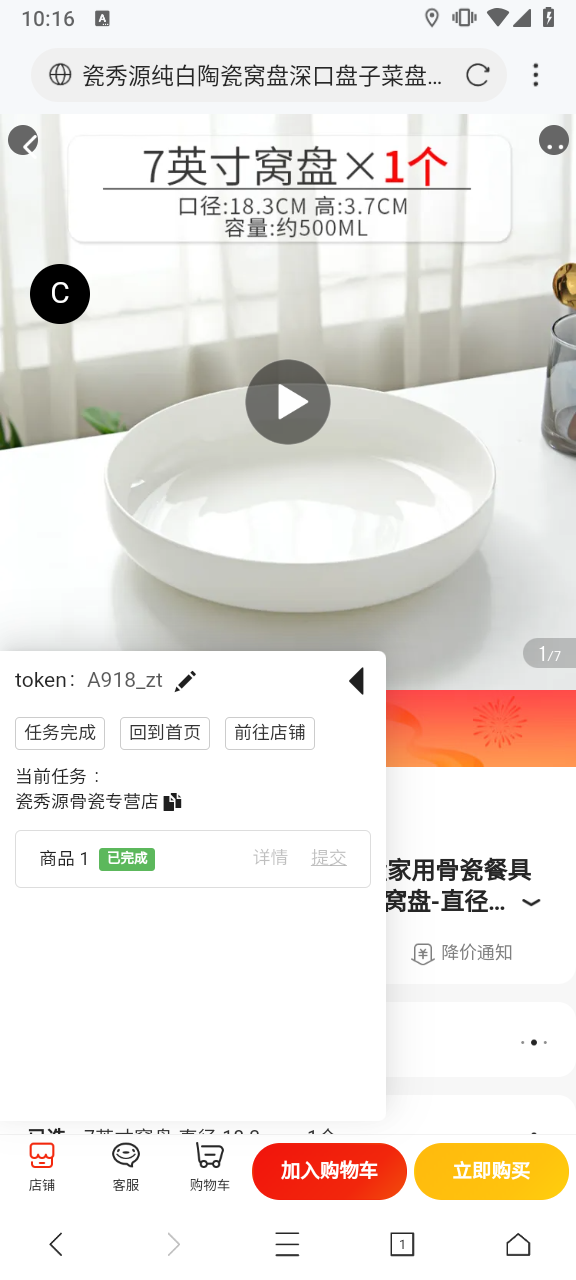 10:16
A
瓷秀源纯白陶瓷窝盘深口盘子菜盘...
7英寸窝盘×1个
口径:18.3CM 高:3.7CM
容量:约500ML
C
1/7
token： A918_zt
任务完成 回到首页 前往店铺
当前任务：
瓷秀源骨瓷专营店
商品 1 已完成 详情 提交
家用骨瓷餐具
窝盘-直径...
降价通知
店铺 客服 购物车 加入购物车 立即购买
1